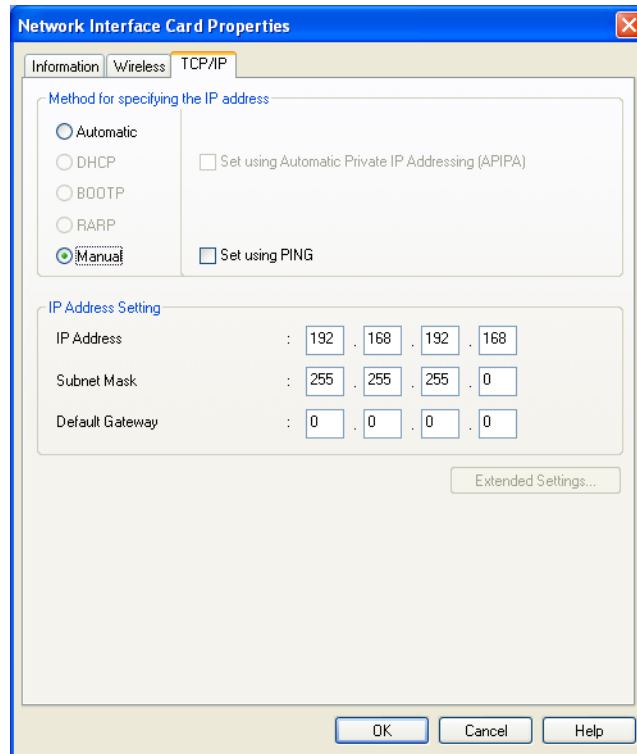 Network Interface Card Properties
Information Wireless TCP/IP
Method for specifying the IP address
Automatic
DHCP Set using Automatic Private IP Addressing (APIPA)
BOOTP
RARP
Manual Set using PING
IP Address Setting
IP Address : 192 . 168 . 192 . 168
Subnet Mask : 255 . 255 . 255 . 0
Default Gateway : 0 . 0 . 0 . 0
Extended Settings...
OK Cancel Help